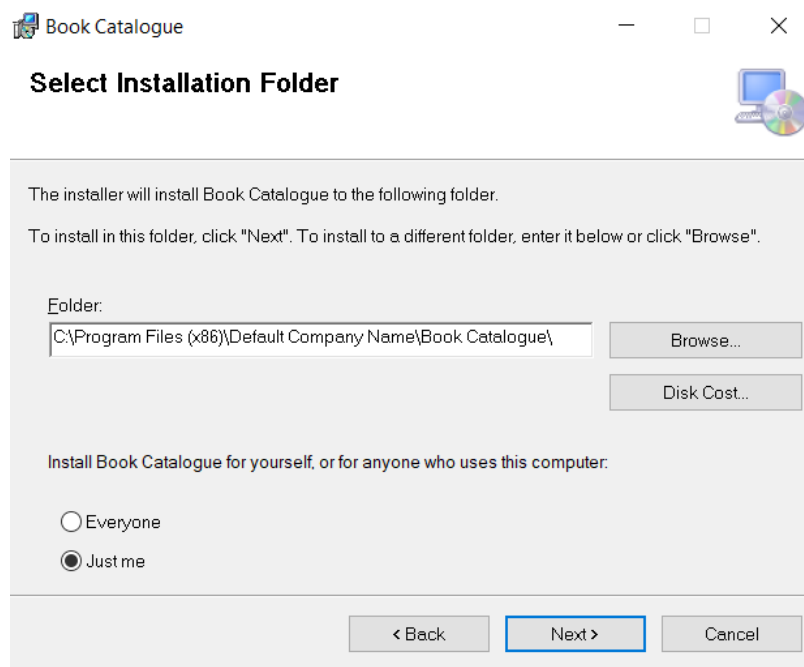 Book Catalogue
Select Installation Folder
The installer will install Book Catalogue to the following folder.
To install in this folder, click "Next". To install to a different folder, enter it below or click "Browse".
Folder:
C:\Program Files (x86)\Default Company Name\Book Catalogue\
Browse...
Disk Cost...
Install Book Catalogue for yourself, or for anyone who uses this computer:
Everyone
Just me
< Back Next > Cancel